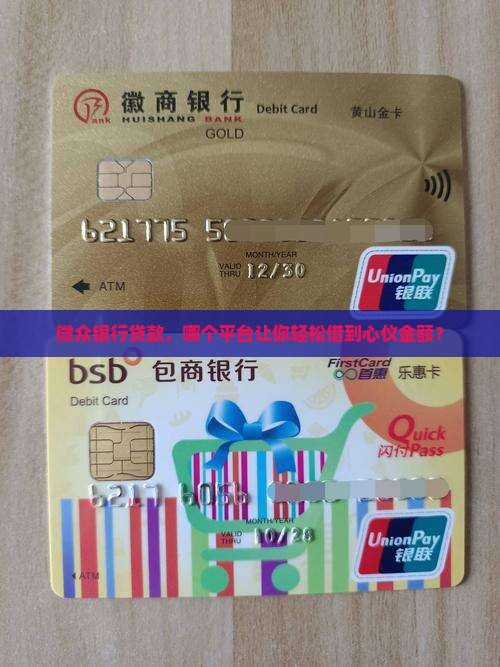 徽商银行
Bank
HUISHANG BANK
Debit Card
黄山金卡
GOLD
621775 5
MONTH/YEAR
VALID THRU 12/30
ATM
UnionPay
银联
微众银行贷款，哪个平台让你轻松借到心仪金额？
bsb 包商银行
FirstCard
首惠 乐惠卡
Debit Card
Quick
闪付Pass
6217 6056
MONTH/YEAR
VALID THRU 10/28
ATM
UnionPay
银联